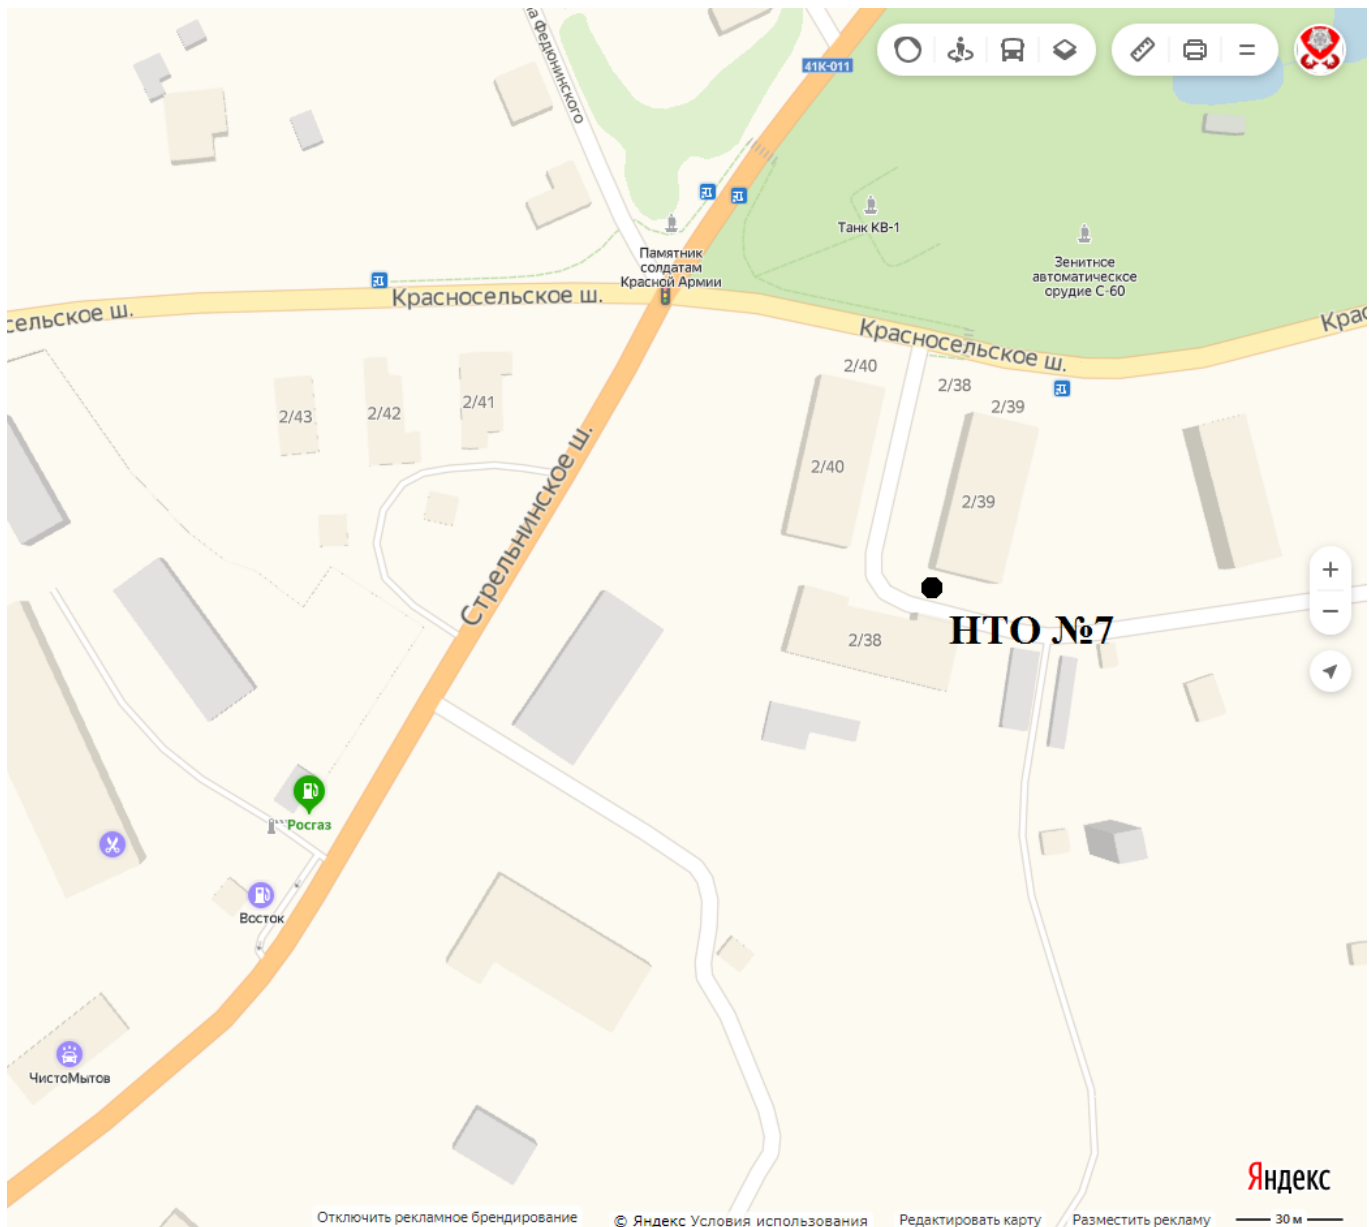 на Федюнинского
41К-011
Танк КВ-1
Памятник
солдатам
Красной Армии
Зенитное
автоматическое
орудие С-60
сельское ш.
Красносельское ш.
Красносельское ш.
Крас
2/43
2/42
2/41
2/40
2/38
2/39
2/40
2/39
Стрельнинское ш.
НТО №7
2/38
Росгаз
Восток
ЧистоМытов
Яндекс
Отключить рекламное брендирование
© Яндекс Условия использования
Редактировать карту
Разместить рекламу
30 м